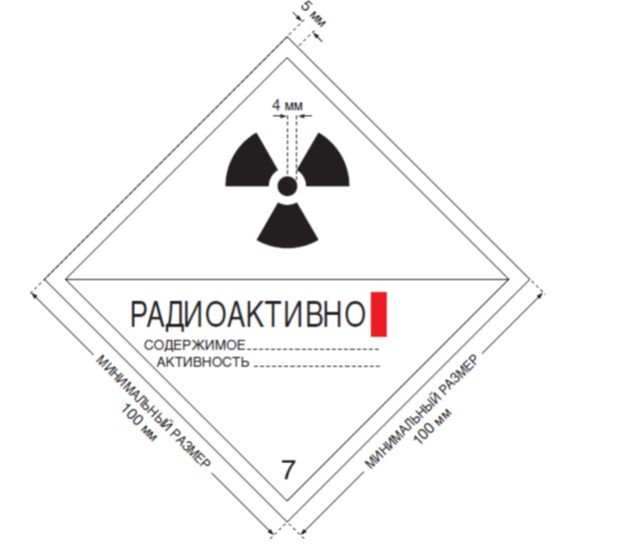 5 мм
4 мм
РАДИОАКТИВНО
СОДЕРЖИМОЕ
АКТИВНОСТЬ
МИНИМАЛЬНЫЙ РАЗМЕР
100 мм
МИНИМАЛЬНЫЙ РАЗМЕР
100 мм
7